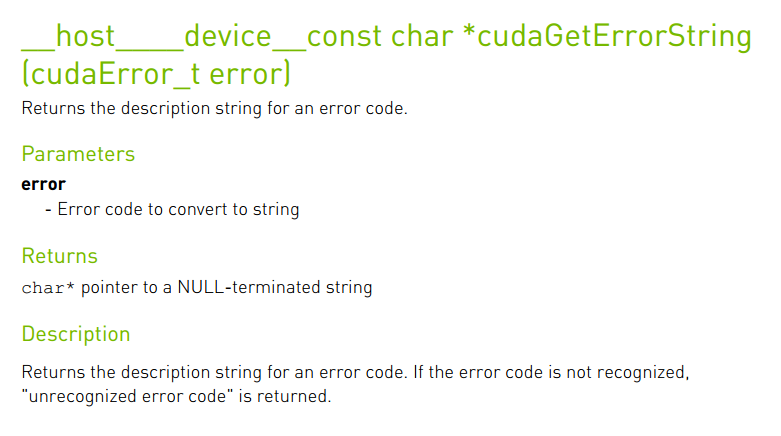 __host____device__const char *cudaGetErrorString
(cudaError_t error)
Returns the description string for an error code.
Parameters
error
- Error code to convert to string
Returns
char* pointer to a NULL-terminated string
Description
Returns the description string for an error code. If the error code is not recognized,
"unrecognized error code" is returned.